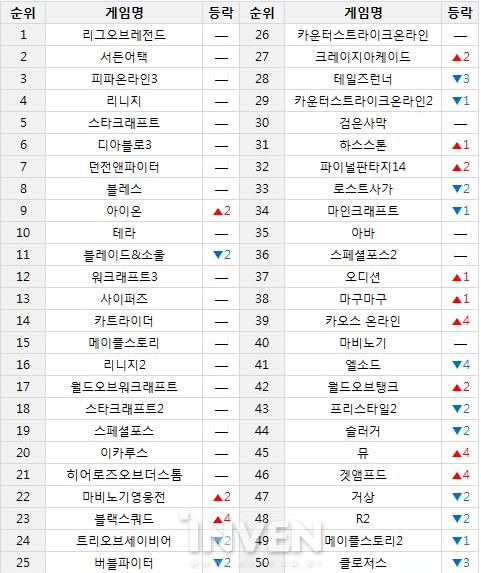 순위 게임명 등락 순위 게임명 등락
1 리그오브레전드 — 26 카운터스트라이크온라인 —
2 서든어택 — 27 크레이지아케이드 ▲2
3 피파온라인3 — 28 테일즈런너 ▼3
4 리니지 — 29 카운터스트라이크온라인2 ▼1
5 스타크래프트 — 30 검은사막 —
6 디아블로3 — 31 하스스톤 ▲1
7 던전앤파이터 — 32 파이널판타지14 ▲2
8 블레스 — 33 로스트사가 ▼2
9 아이온 ▲2 34 마인크래프트 ▼1
10 테라 — 35 아바 —
11 블레이드&소울 ▼2 36 스페셜포스2 —
12 워크래프트3 — 37 오디션 ▲1
13 사이퍼즈 — 38 마구마구 ▲1
14 카트라이더 — 39 카오스 온라인 ▲4
15 메이플스토리 — 40 마비노기 —
16 리니지2 — 41 엘소드 ▼4
17 월드오브워크래프트 — 42 월드오브탱크 ▲2
18 스타크래프트2 — 43 프리스타일2 ▼2
19 스페셜포스 — 44 슬러거 ▼2
20 이카루스 — 45 뮤 ▲4
21 히어로즈오브더스톰 — 46 겟앰프드 ▲4
22 마비노기영웅전 ▲2 47 거상 ▼2
23 블랙스쿼드 ▲4 48 R2 ▼2
24 트리오브세이비어 ▼2 49 메이플스토리2 ▼1
25 버블파이터 ▼2 50 클로저스 ▼3
INVEN